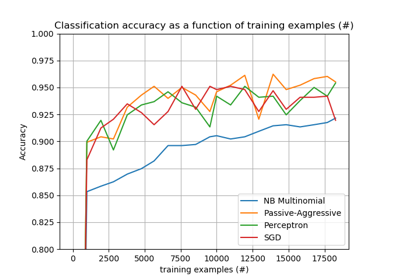 Classification accuracy as a function of training examples (#)
1.000
0.975
0.950
0.925
0.900
0.875
0.850
0.825
0.800
Accuracy
NB Multinomial
Passive-Aggressive
Perceptron
SGD
0 2500 5000 7500 10000 12500 15000 17500
training examples (#)